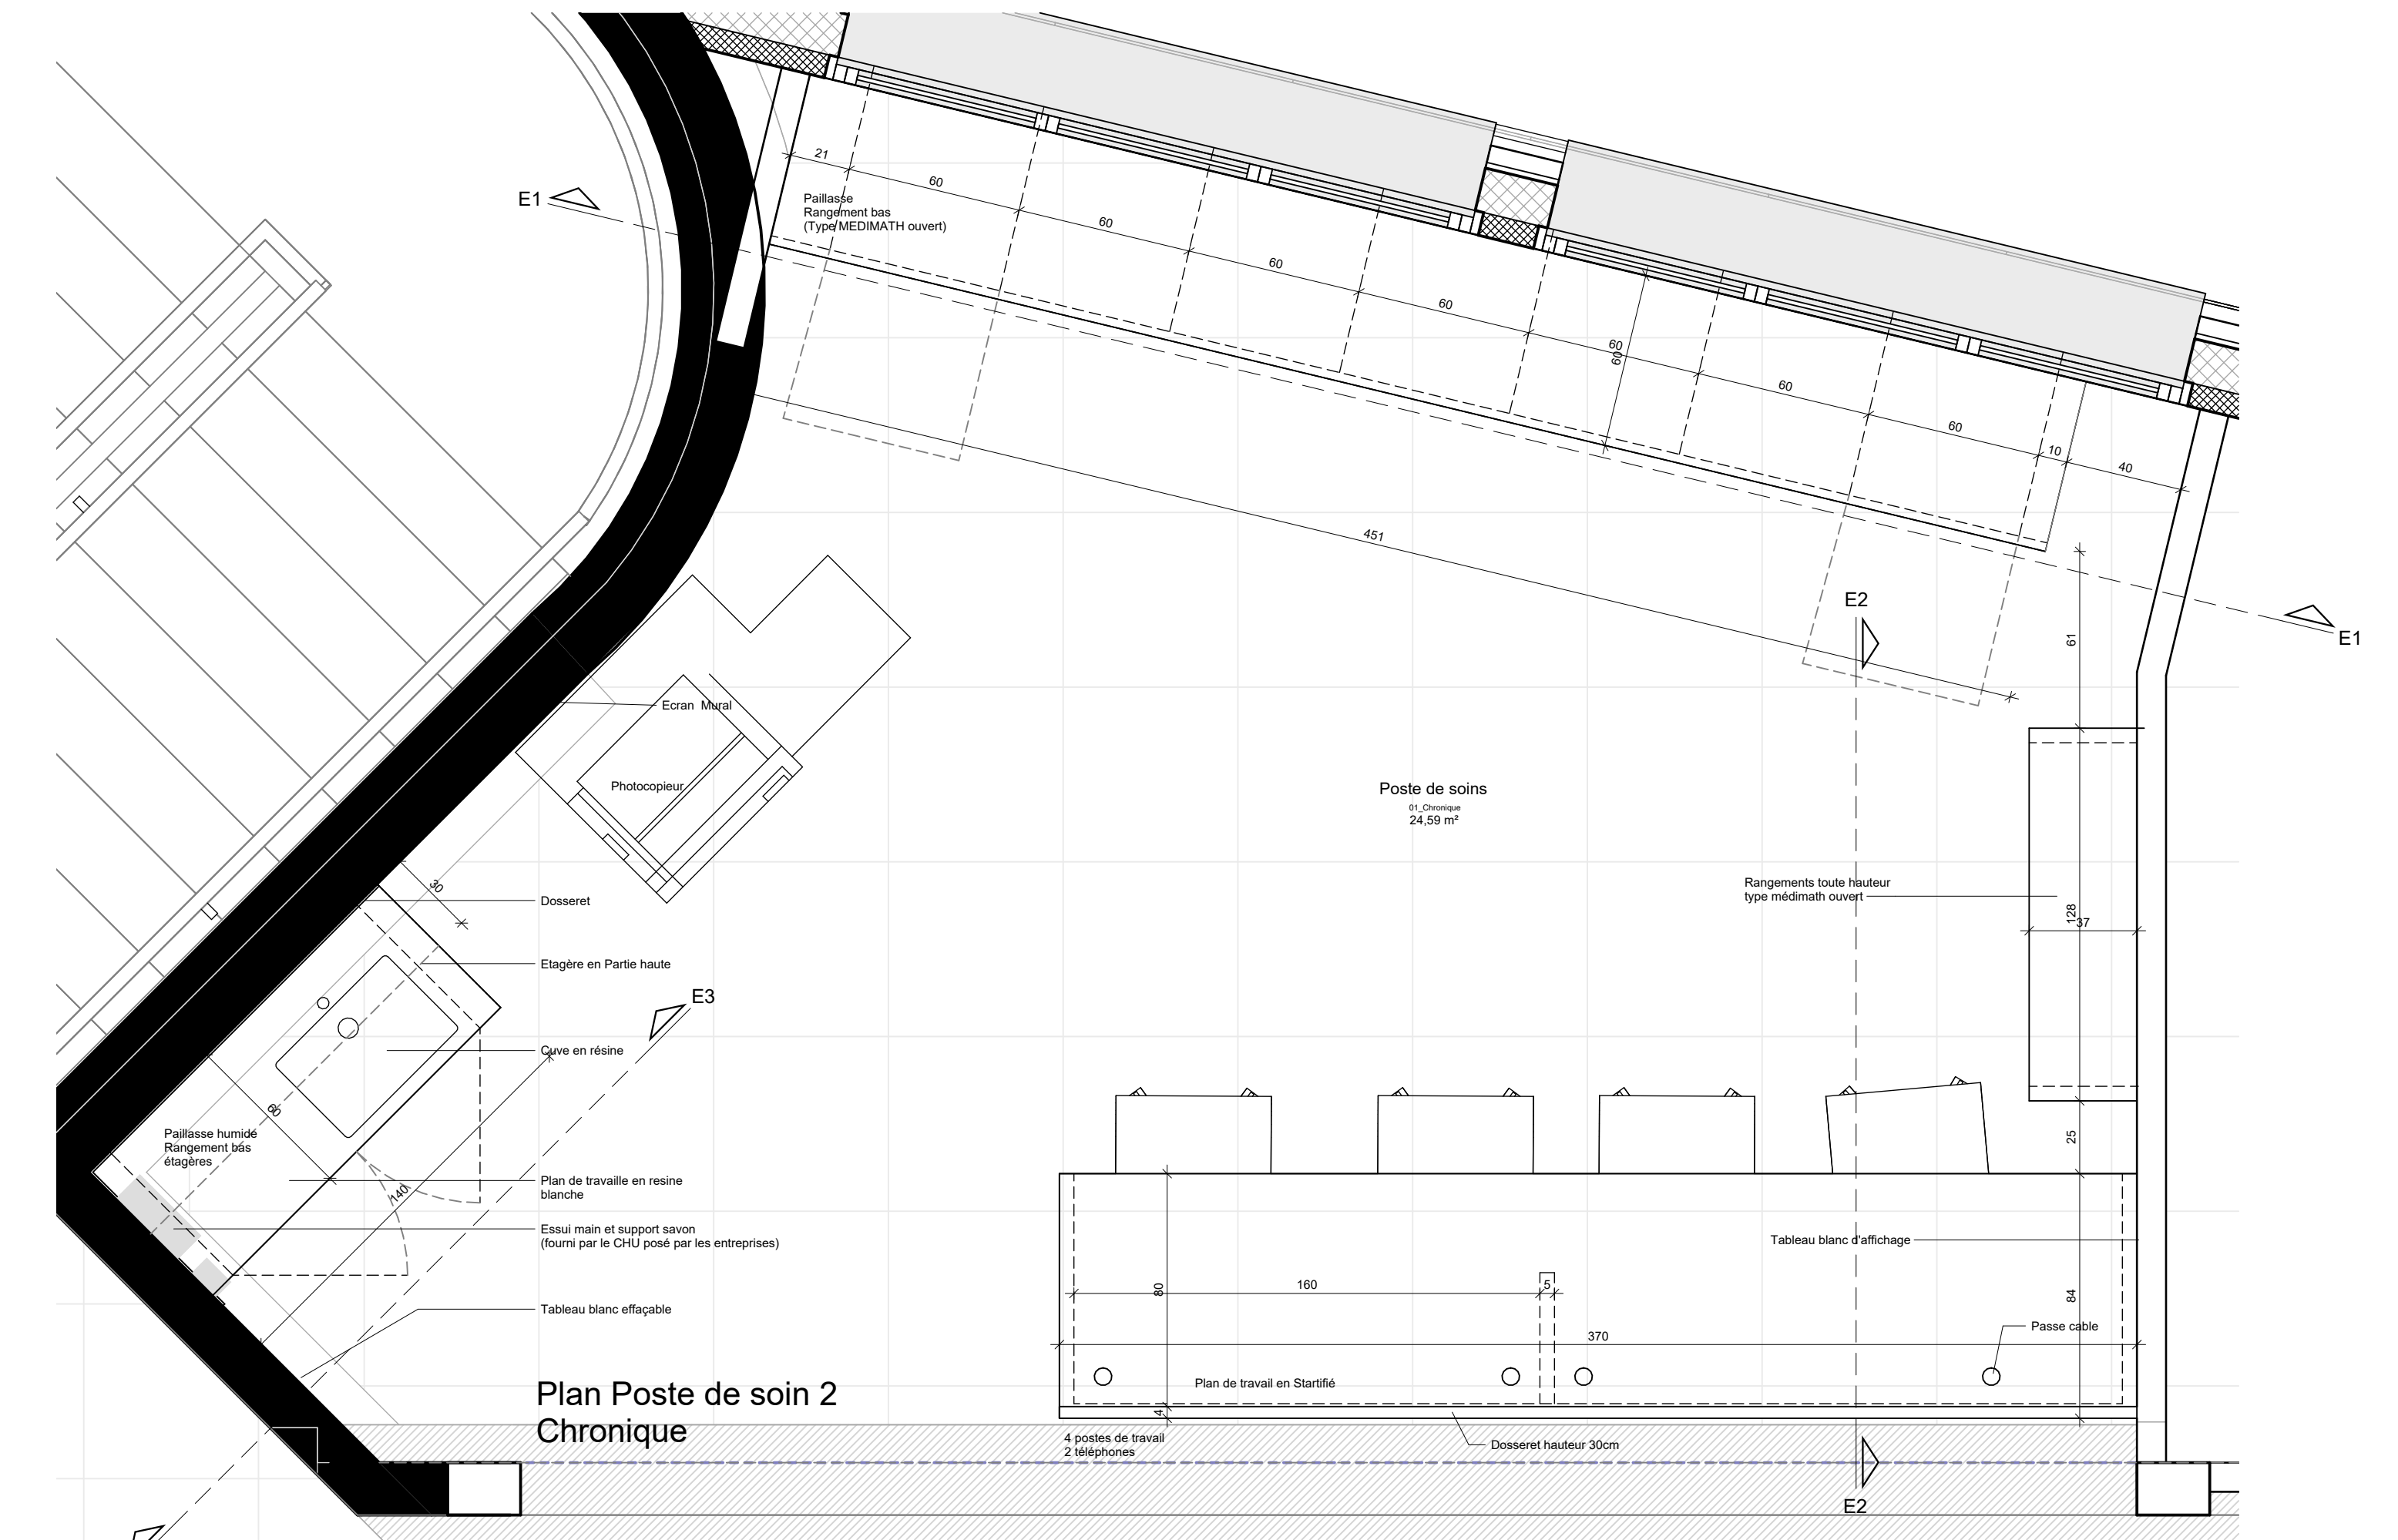 E1
21
60
Paillasse
Rangement bas
(Type MEDIMATH ouvert)
60
60
60
60
60
60
60
10
40
451
E2
61
E1
Ecran Mural
Photocopieur
Poste de soins
01_Chronique
24,59 m²
30
Dosseret
Rangements toute hauteur
type médimath ouvert
128
37
Etagère en Partie haute
E3
Cuve en résine
60
Paillasse humide
Rangement bas
étagères
25
Plan de travaille en resine
blanche
140
Essui main et support savon
(fourni par le CHU posé par les entreprises)
Tableau blanc d'affichage
80
160
5
84
Tableau blanc effaçable
370
Passe cable
Plan de travail en Startifié
Plan Poste de soin 2
Chronique
4
4 postes de travail
2 téléphones
Dosseret hauteur 30cm
E2